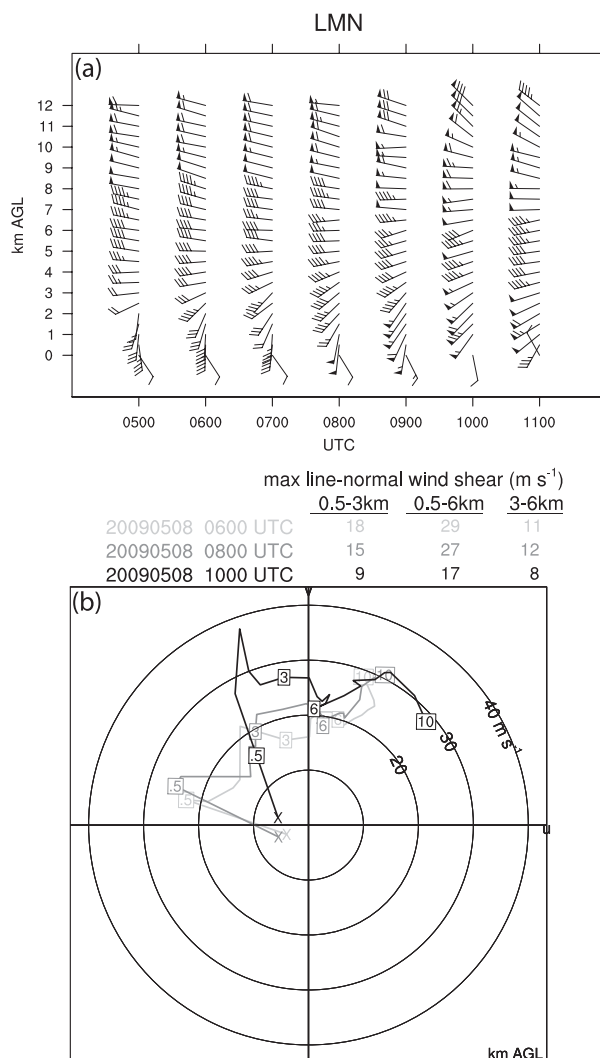 LMN
(a)
12
11
10
9
8
7
6
5
4
3
2
1
0
km AGL
0500 0600 0700 0800 0900 1000 1100
UTC
max line-normal wind shear (m s⁻¹)
0.5-3km 0.5-6km 3-6km
20090508 0600 UTC 18 29 11
20090508 0800 UTC 15 27 12
20090508 1000 UTC 9 17 8
(b)
v
3 10 10
6 10
3 3 6
.5 20 30 40 m s⁻¹
.5
.5
X
X X
u
km AGL